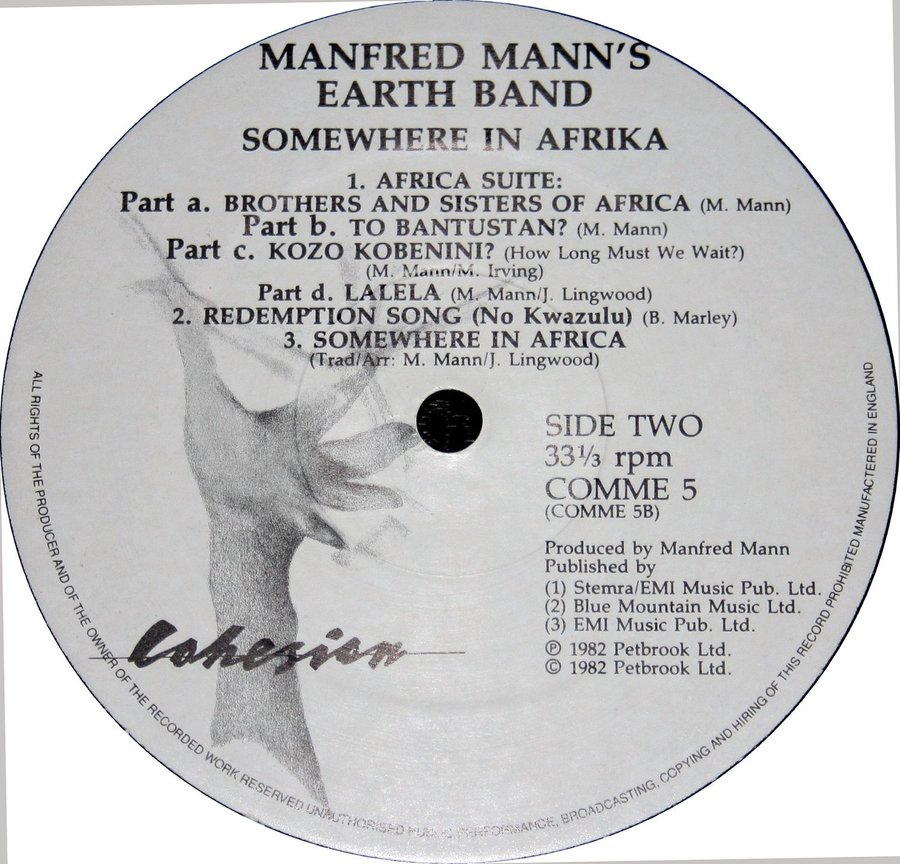 MANFRED MANN'S
EARTH BAND
SOMEWHERE IN AFRIKA
1. AFRICA SUITE:
Part a. BROTHERS AND SISTERS OF AFRICA (M. Mann)
Part b. TO BANTUSTAN? (M. Mann)
Part c. KOZO KOBENINI? (How Long Must We Wait?)
(M. Mann/M. Irving)
Part d. LALELA (M. Mann/J. Lingwood)
2. REDEMPTION SONG (No Kwazulu) (B. Marley)
3. SOMEWHERE IN AFRICA
(Trad/Arr: M. Mann/J. Lingwood)
SIDE TWO
33⅓ rpm
COMME 5
(COMME 5B)
Produced by Manfred Mann
Published by
(1) Stemra/EMI Music Pub. Ltd.
(2) Blue Mountain Music Ltd.
(3) EMI Music Pub. Ltd.
℗ 1982 Petbrook Ltd.
© 1982 Petbrook Ltd.
Cohesion
ALL RIGHTS OF THE PRODUCER AND OF THE OWNER OF THE RECORDED WORK RESERVED UNAUTHORISED PUBLIC PERFORMANCE, BROADCASTING, COPYING AND HIRING OF THIS RECORD PROHIBITED MANUFACTURED IN ENGLAND